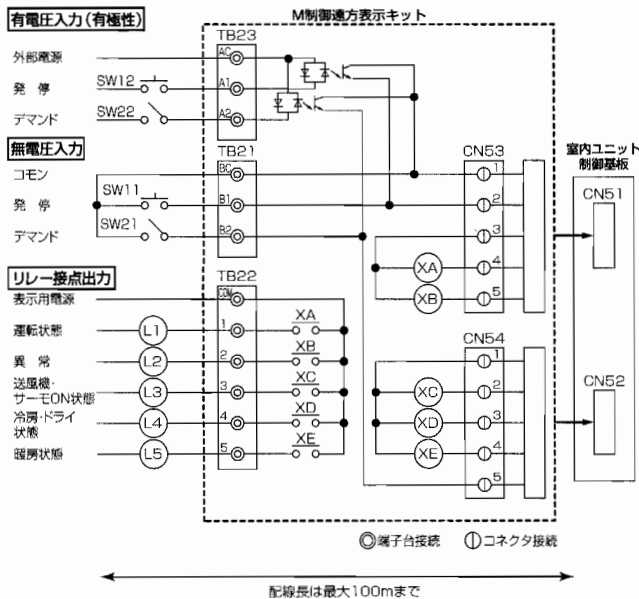 有電圧入力(有極性)
M制御遠方表示キット
TB23
外部電源
AC
発 停
SW12
A1
デマンド
SW22
A2
無電圧入力
TB21
CN53
室内ユニット
制御基板
コモン
BC
1
CN51
発 停
SW11
B1
2
デマンド
SW21
B2
3
XA
4
XB
5
リレー接点出力
TB22
表示用電源
COM
運転状態
L1
1
XA
CN54
1
異 常
L2
2
XB
送風機・
サーモON状態
L3
3
XC
XC
2
CN52
冷房・ドライ
状態
L4
4
XD
XD
3
暖房状態
L5
5
XE
XE
4
5
端子台接続
コネクタ接続
配線長は最大100mまで